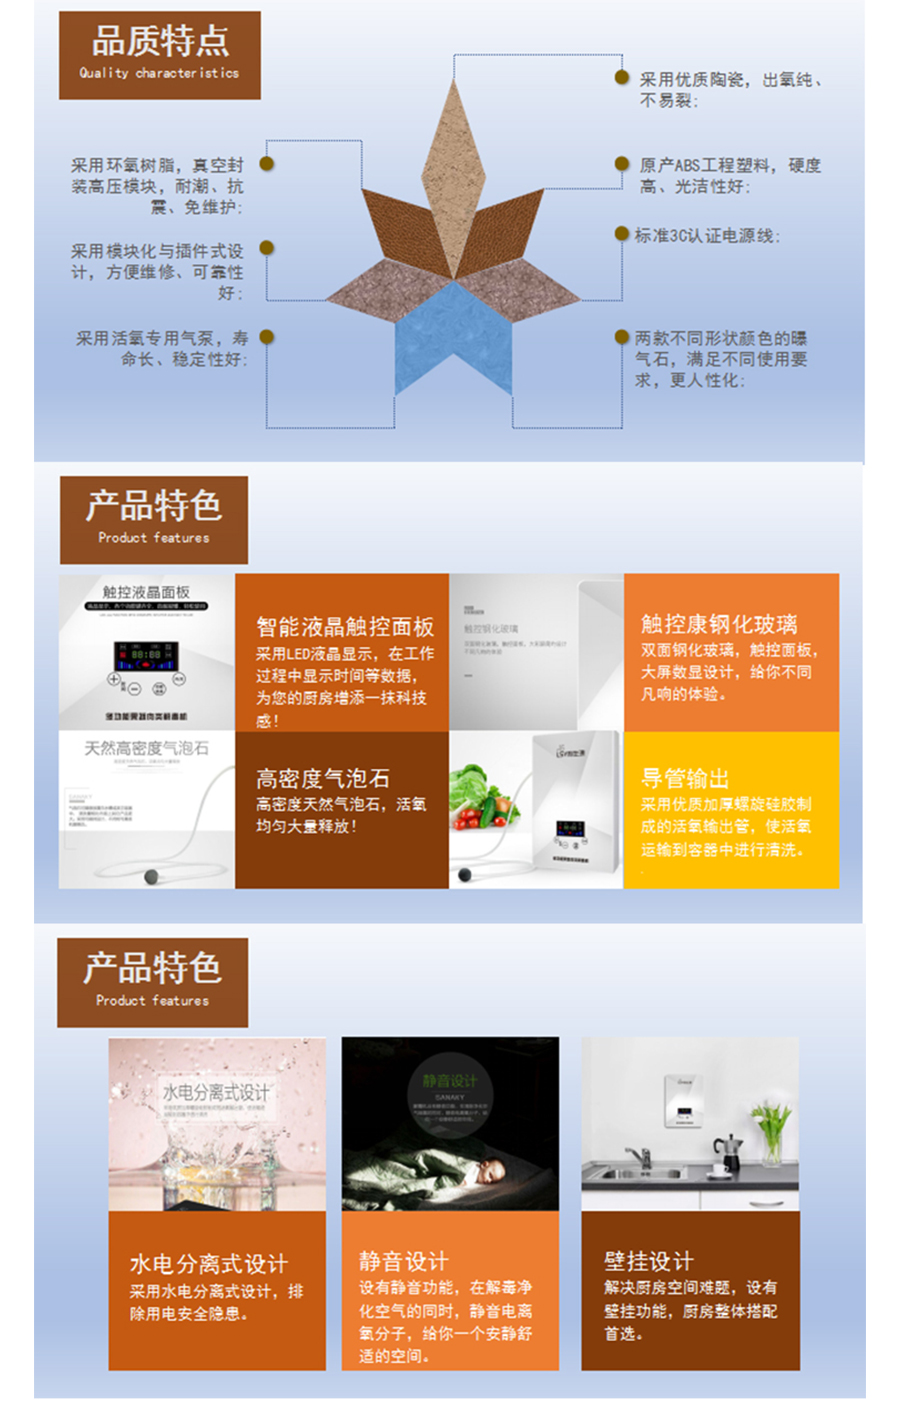 品质特点
Quality characteristics
采用优质陶瓷，出氧纯、
不易裂;
采用环氧树脂，真空封
装高压模块，耐潮、抗
震、免维护;
原产ABS工程塑料，硬度
高、光洁性好;
标准3C认证电源线;
采用模块化与插件式设
计，方便维修、可靠性
好;
采用活氧专用气泵，寿
命长、稳定性好;
两款不同形状颜色的曝
气石，满足不同使用要
求，更人性化;
产品特色
Product features
触控液晶面板
88:88
多功能果蔬肉类解毒机
智能液晶触控面板
采用LED液晶显示，在工作
过程中显示时间等数据，
为您的厨房增添一抹科技
感！
触控钢化玻璃
触控康钢化玻璃
双面钢化玻璃，触控面板，
大屏数显设计，给你不同
凡响的体验。
天然高密度气泡石
高密度气泡石
高密度天然气泡石，活氧
均匀大量释放！
导管输出
采用优质加厚螺旋硅胶制
成的活氧输出管，使活氧
运输到容器中进行清洗。
产品特色
Product features
水电分离式设计
水电分离式设计
采用水电分离式设计，排
除用电安全隐患。
静音设计
SANAKY
静音设计
设有静音功能，在解毒净
化空气的同时，静音电离
氧分子，给你一个安静舒
适的空间。
壁挂设计
解决厨房空间难题，设有
壁挂功能，厨房整体搭配
首选。